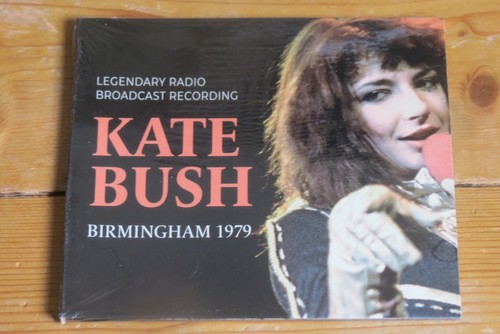 LEGENDARY RADIO
BROADCAST RECORDING
KATE
BUSH
BIRMINGHAM 1979